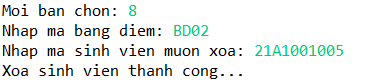 Moi ban chon: 8
Nhap ma bang diem: BD02
Nhap ma sinh vien muon xoa: 21A1001005
Xoa sinh vien thanh cong...